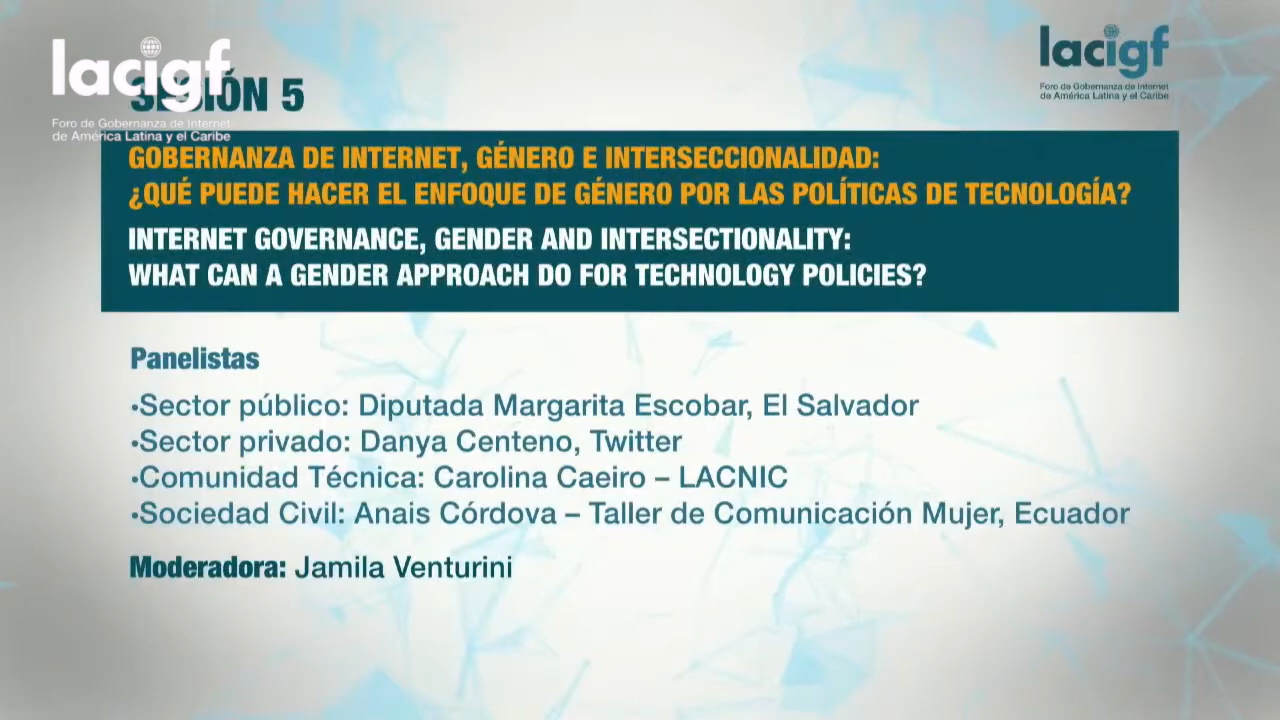 lacigf
Foro de Gobernanza de Internet
de América Latina y el Caribe
SESIÓN 5
lacigf
Foro de Gobernanza de Internet
de América Latina y el Caribe
GOBERNANZA DE INTERNET, GÉNERO E INTERSECCIONALIDAD:
¿QUÉ PUEDE HACER EL ENFOQUE DE GÉNERO POR LAS POLÍTICAS DE TECNOLOGÍA?
INTERNET GOVERNANCE, GENDER AND INTERSECTIONALITY:
WHAT CAN A GENDER APPROACH DO FOR TECHNOLOGY POLICIES?
Panelistas
•Sector público: Diputada Margarita Escobar, El Salvador
•Sector privado: Danya Centeno, Twitter
•Comunidad Técnica: Carolina Caeiro – LACNIC
•Sociedad Civil: Anais Córdova – Taller de Comunicación Mujer, Ecuador
Moderadora: Jamila Venturini